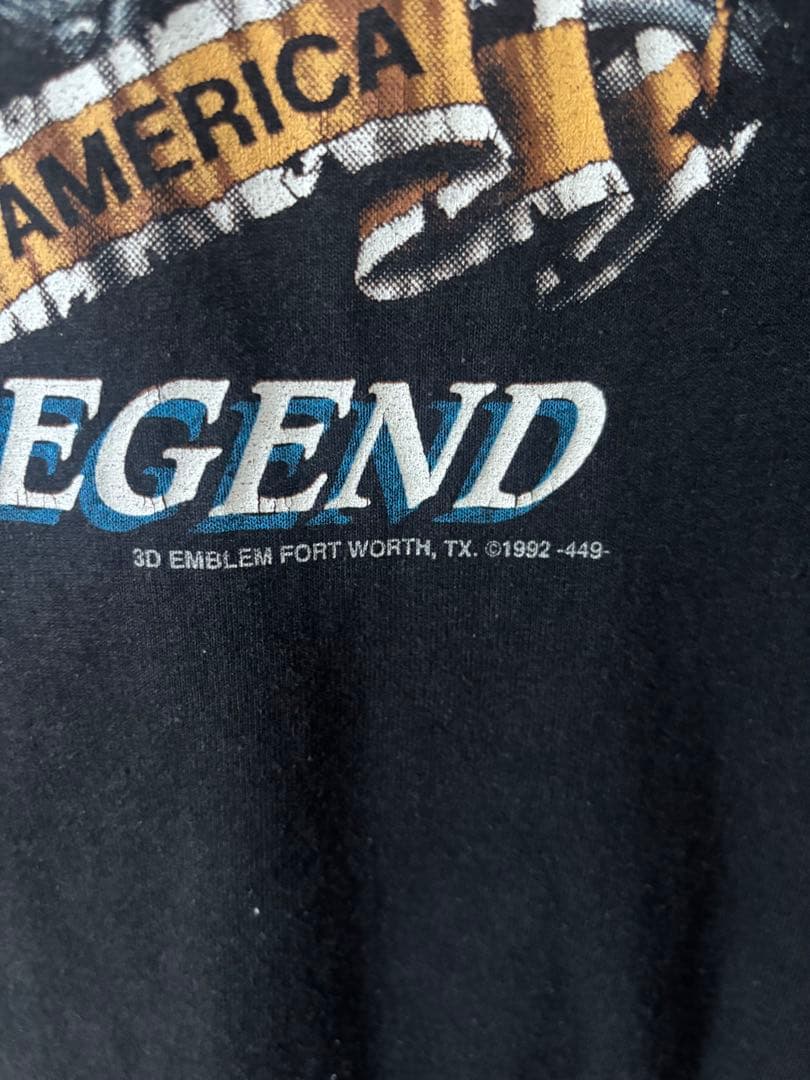 AMERICA
EGEND
3D EMBLEM FORT WORTH, TX. ©1992 -449-